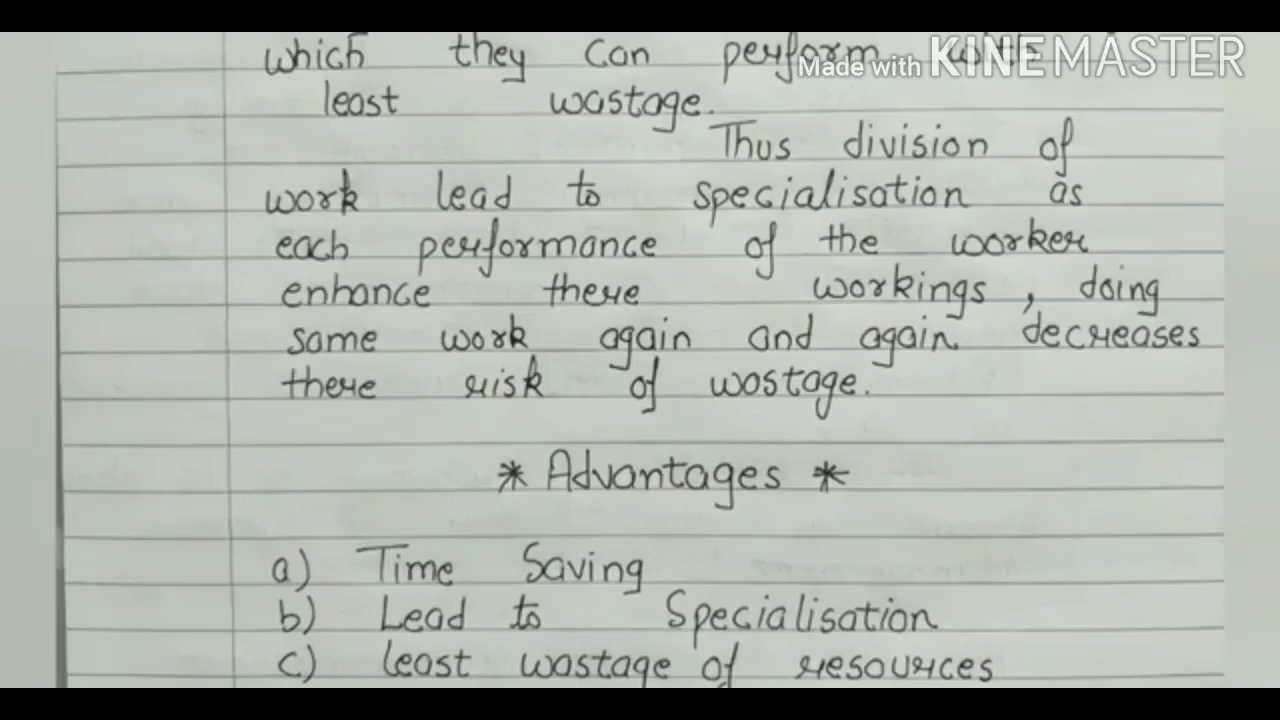 which they can perform with
Made with KINEMASTER
least wastage.
Thus division of
work lead to specialisation as
each performance of the worker
enhance there workings , doing
same work again and again decreases
there risk of wastage.
* Advantages *
a) Time Saving
b) Lead to Specialisation
c) least wastage of resources